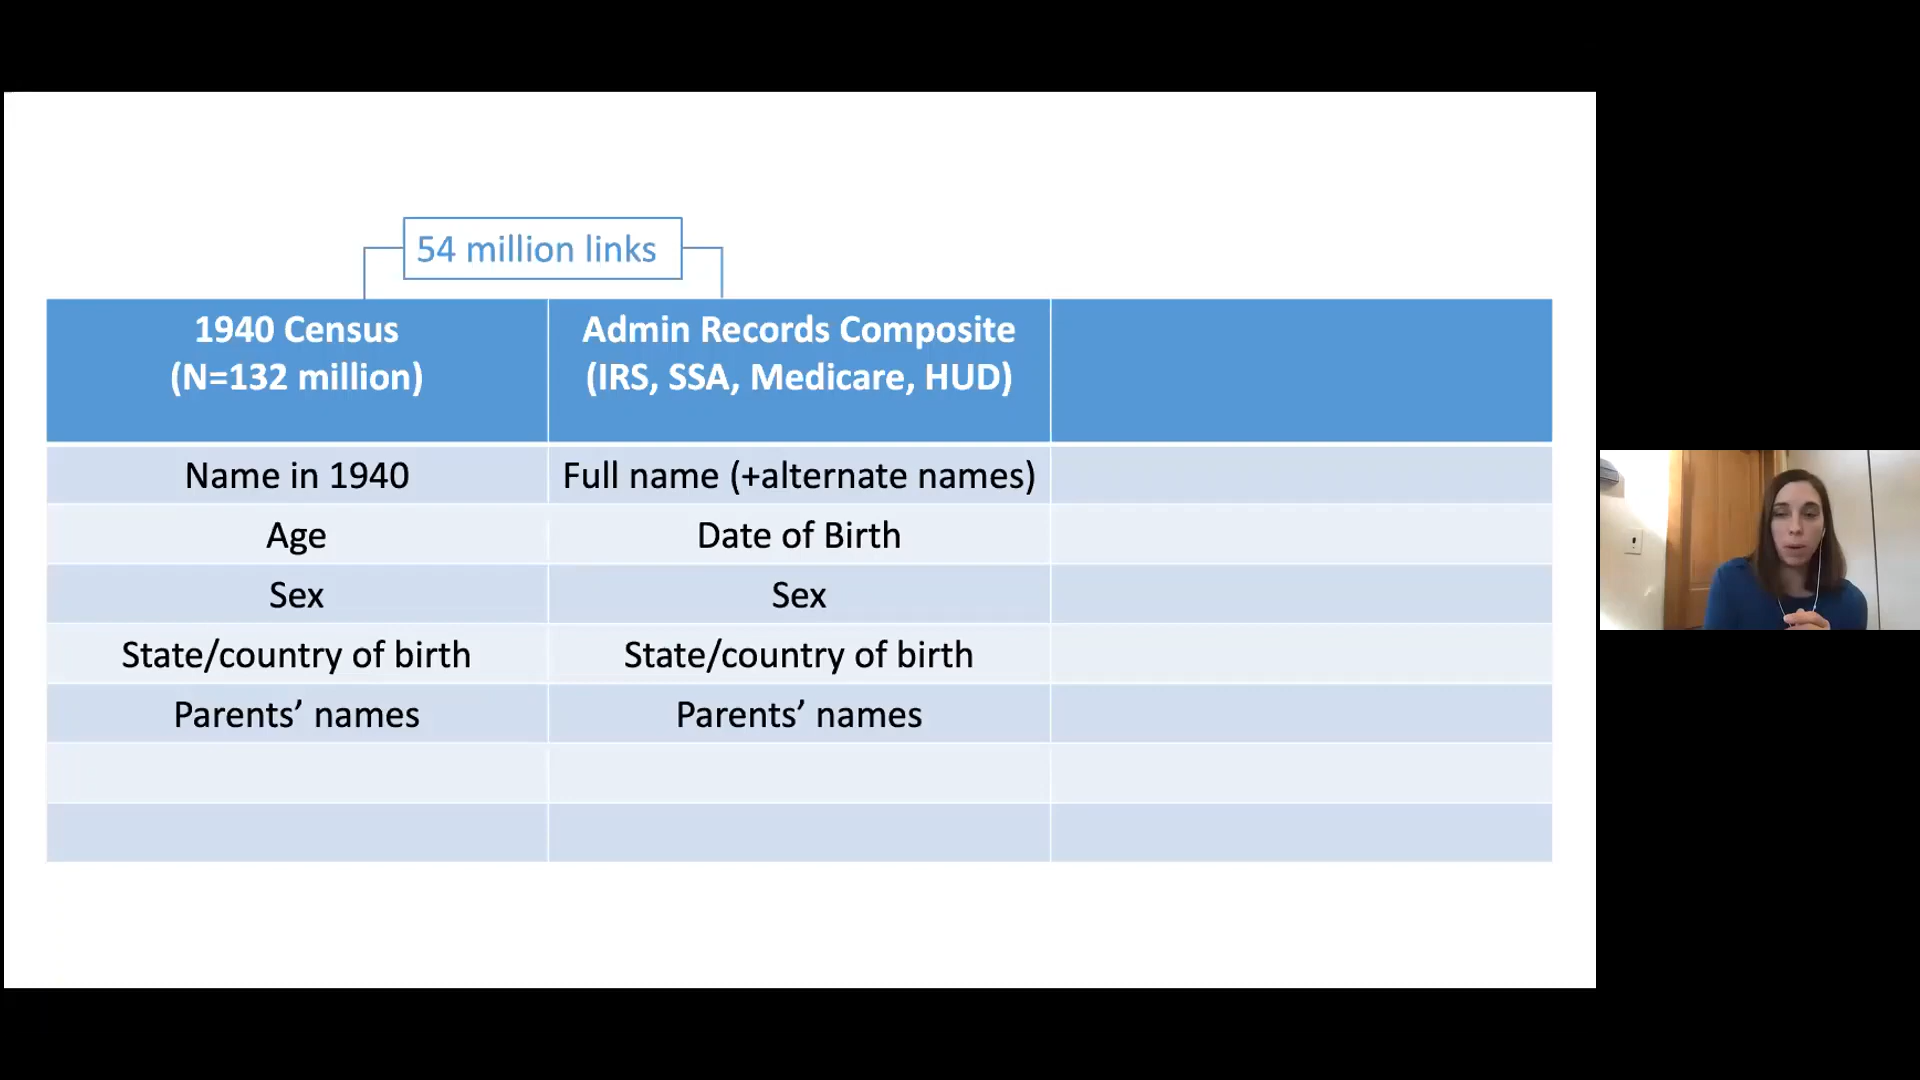 54 million links
1940 Census
(N=132 million)
Admin Records Composite
(IRS, SSA, Medicare, HUD)
Name in 1940
Full name (+alternate names)
Age
Date of Birth
Sex
Sex
State/country of birth
State/country of birth
Parents’ names
Parents’ names